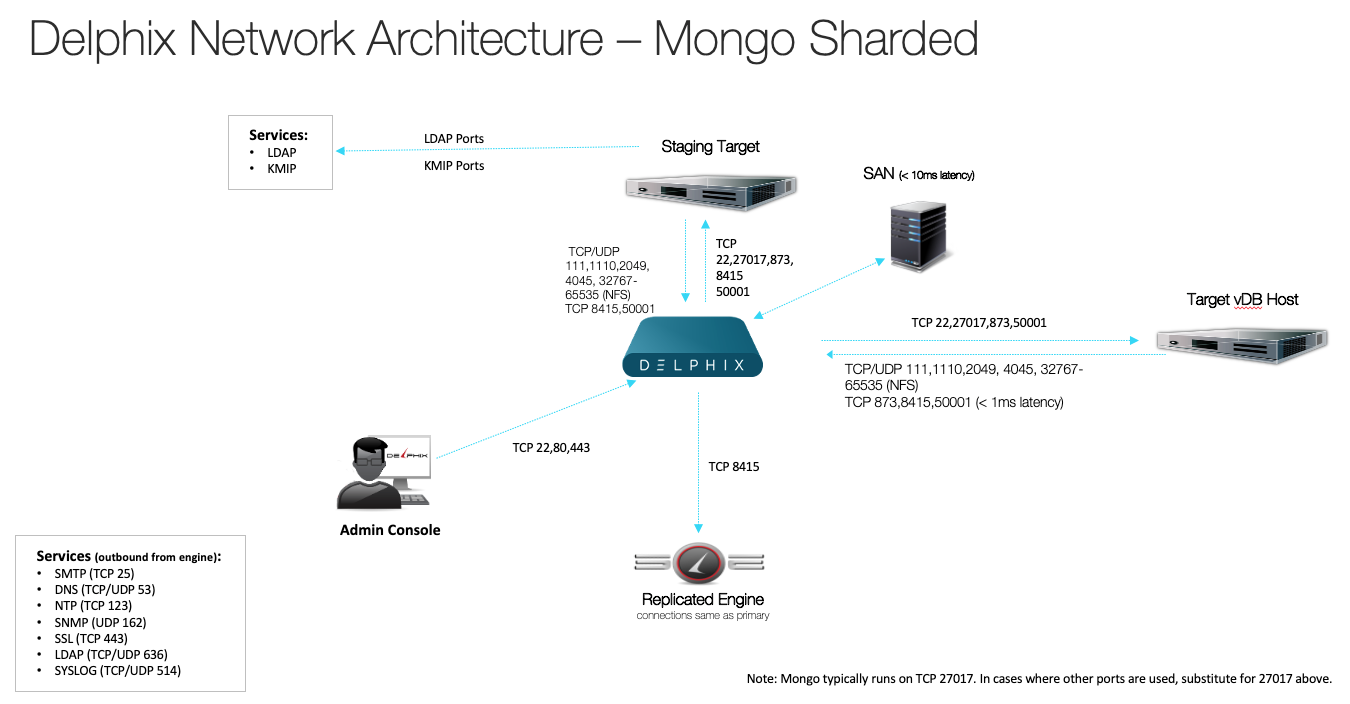 Delphix Network Architecture – Mongo Sharded
Services:
• LDAP
• KMIP
LDAP Ports
KMIP Ports
Staging Target
SAN (< 10ms latency)
TCP/UDP
111,1110,2049,
4045, 32767-
65535 (NFS)
TCP 8415,50001
TCP
22,27017,873,
8415
50001
Target vDB Host
TCP 22,27017,873,50001
TCP/UDP 111,1110,2049, 4045, 32767-
65535 (NFS)
TCP 873,8415,50001 (< 1ms latency)
DELPHIX
DELPHIX
TCP 22,80,443
TCP 8415
Admin Console
Replicated Engine
connections same as primary
Services (outbound from engine):
• SMTP (TCP 25)
• DNS (TCP/UDP 53)
• NTP (TCP 123)
• SNMP (UDP 162)
• SSL (TCP 443)
• LDAP (TCP/UDP 636)
• SYSLOG (TCP/UDP 514)
Note: Mongo typically runs on TCP 27017. In cases where other ports are used, substitute for 27017 above.